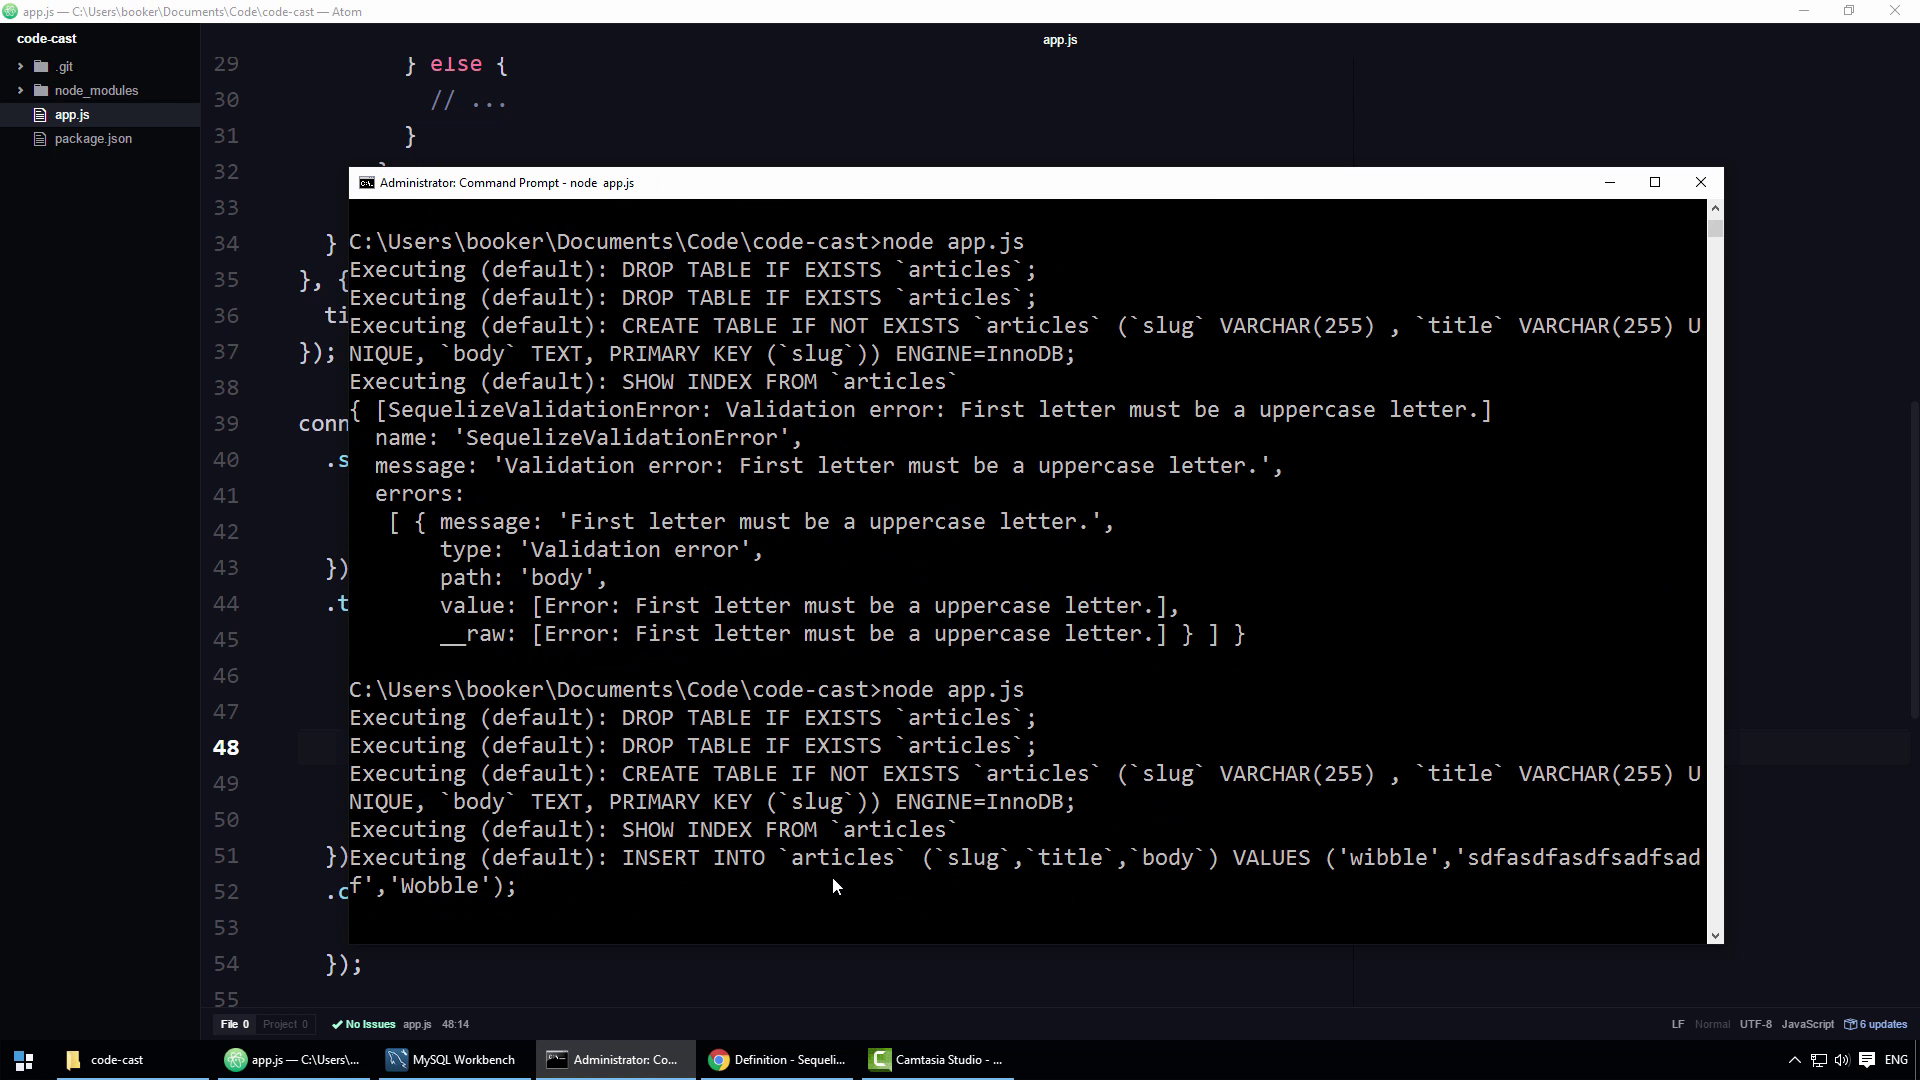 app.js — C:\Users\booker\Documents\Code\code-cast — Atom
code-cast
app.js
.git
node_modules
app.js
package.json
29 } else {
30 // ...
31 }
32
33
34 }
35 }, {
36 ti
37 });
38
39 conn
40 .s
41
42
43 })
44 .t
45
46
47
48
49
50
51 })
52 .c
53
54 });
55
Administrator: Command Prompt - node app.js
C:\Users\booker\Documents\Code\code-cast>node app.js
Executing (default): DROP TABLE IF EXISTS `articles`;
Executing (default): DROP TABLE IF EXISTS `articles`;
Executing (default): CREATE TABLE IF NOT EXISTS `articles` (`slug` VARCHAR(255) , `title` VARCHAR(255) U
NIQUE, `body` TEXT, PRIMARY KEY (`slug`)) ENGINE=InnoDB;
Executing (default): SHOW INDEX FROM `articles`
{ [SequelizeValidationError: Validation error: First letter must be a uppercase letter.]
name: 'SequelizeValidationError',
message: 'Validation error: First letter must be a uppercase letter.',
errors:
[ { message: 'First letter must be a uppercase letter.',
type: 'Validation error',
path: 'body',
value: [Error: First letter must be a uppercase letter.],
__raw: [Error: First letter must be a uppercase letter.] } ] }
C:\Users\booker\Documents\Code\code-cast>node app.js
Executing (default): DROP TABLE IF EXISTS `articles`;
Executing (default): DROP TABLE IF EXISTS `articles`;
Executing (default): CREATE TABLE IF NOT EXISTS `articles` (`slug` VARCHAR(255) , `title` VARCHAR(255) U
NIQUE, `body` TEXT, PRIMARY KEY (`slug`)) ENGINE=InnoDB;
Executing (default): SHOW INDEX FROM `articles`
Executing (default): INSERT INTO `articles` (`slug`,`title`,`body`) VALUES ('wibble','sdfasdfasdfsadfsad
f','Wobble');
File 0 Project 0 No Issues app.js 48:14
LF Normal UTF-8 JavaScript 6 updates
code-cast
app.js — C:\Users\...
MySQL Workbench
Administrator: Co...
Definition - Sequeli...
Camtasia Studio - ...
ENG